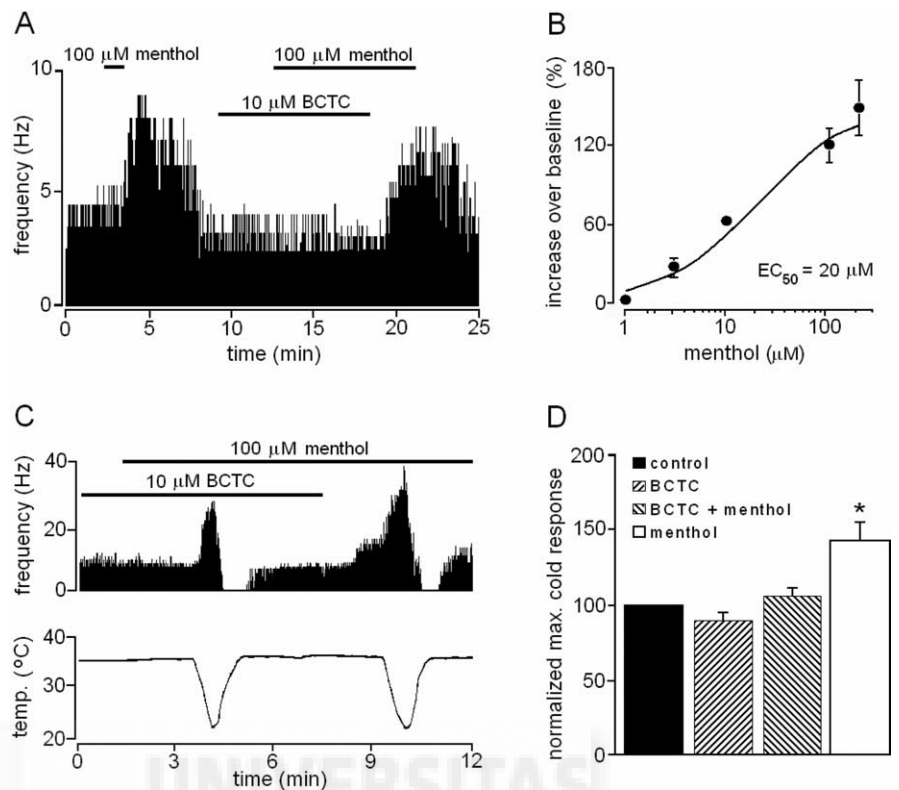 A
100 µM menthol
100 µM menthol
10 µM BCTC
frequency (Hz)
10
5
0
0 5 10 15 20 25
time (min)
B
increase over baseline (%)
180
120
60
0
EC50 = 20 µM
1 10 100
menthol (µM)
C
100 µM menthol
10 µM BCTC
frequency (Hz)
40
20
0
temp. (ºC)
40
30
20
0 3 6 9 12
time (min)
D
normalized max. cold response
200
150
100
50
0
control
BCTC
BCTC + menthol
menthol
*
UNIVERSITAS